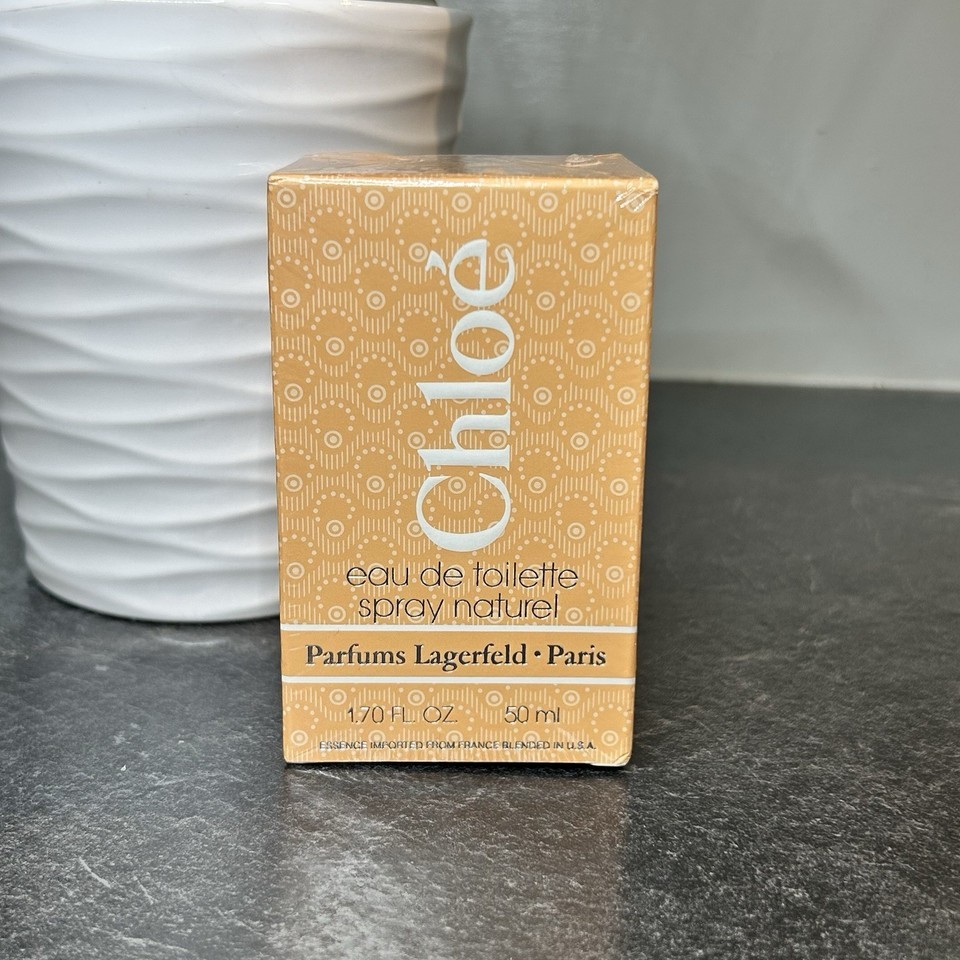 Chloé
eau de toilette
spray naturel
Parfums Lagerfeld • Paris
1.70 FL. OZ. 50 ml
ESSENCE IMPORTED FROM FRANCE BLENDED IN U.S.A.